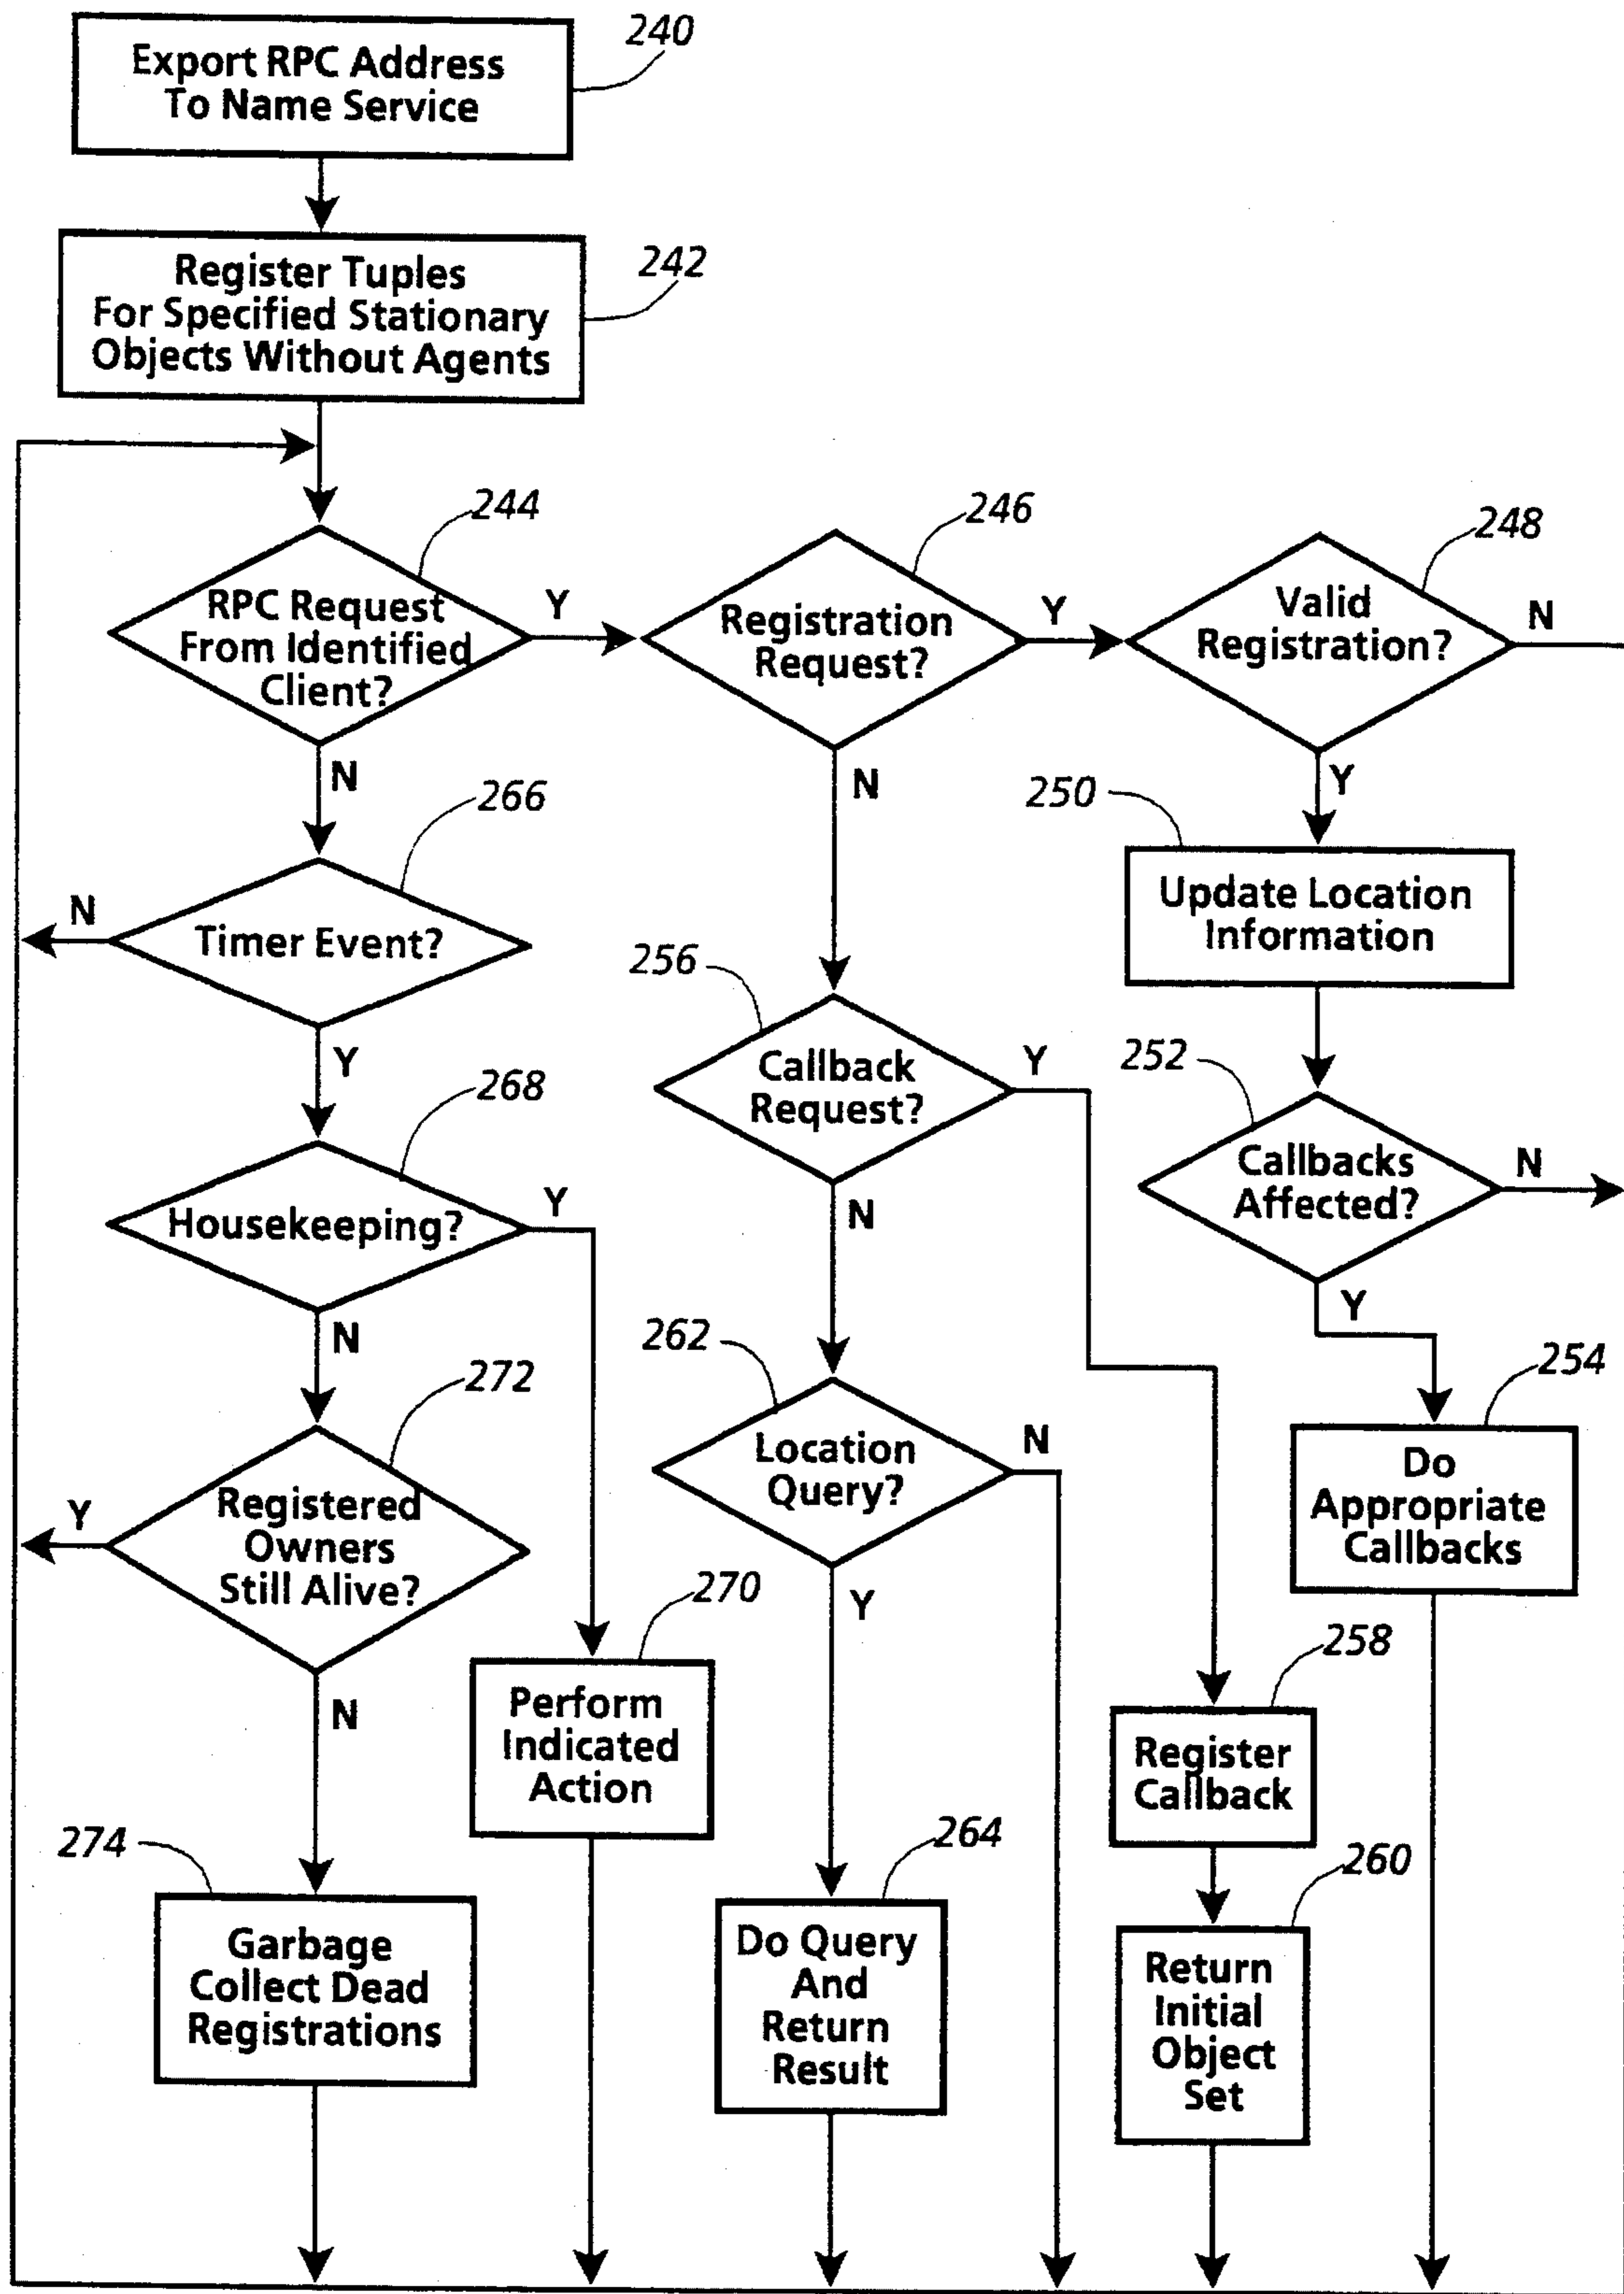 240
Export RPC Address
To Name Service
242
Register Tuples
For Specified Stationary
Objects Without Agents
244
RPC Request
From Identified
Client?
Y
N
246
Registration
Request?
Y
N
248
Valid
Registration?
N
Y
250
Update Location
Information
266
Timer Event?
N
Y
256
Callback
Request?
Y
N
252
Callbacks
Affected?
N
Y
268
Housekeeping?
Y
N
262
Location
Query?
N
Y
254
Do
Appropriate
Callbacks
272
Registered
Owners
Still Alive?
Y
N
270
Perform
Indicated
Action
258
Register
Callback
274
Garbage
Collect Dead
Registrations
264
Do Query
And
Return
Result
260
Return
Initial
Object
Set